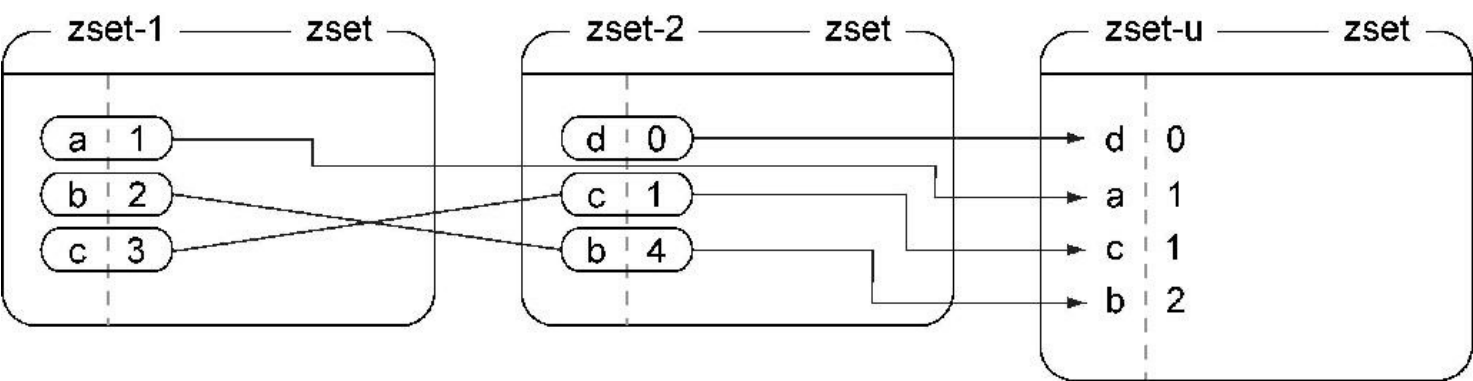 zset-1 zset zset-2 zset zset-u zset
a 1 d 0 d 0
b 2 c 1 a 1
c 3 b 4 c 1
b 2